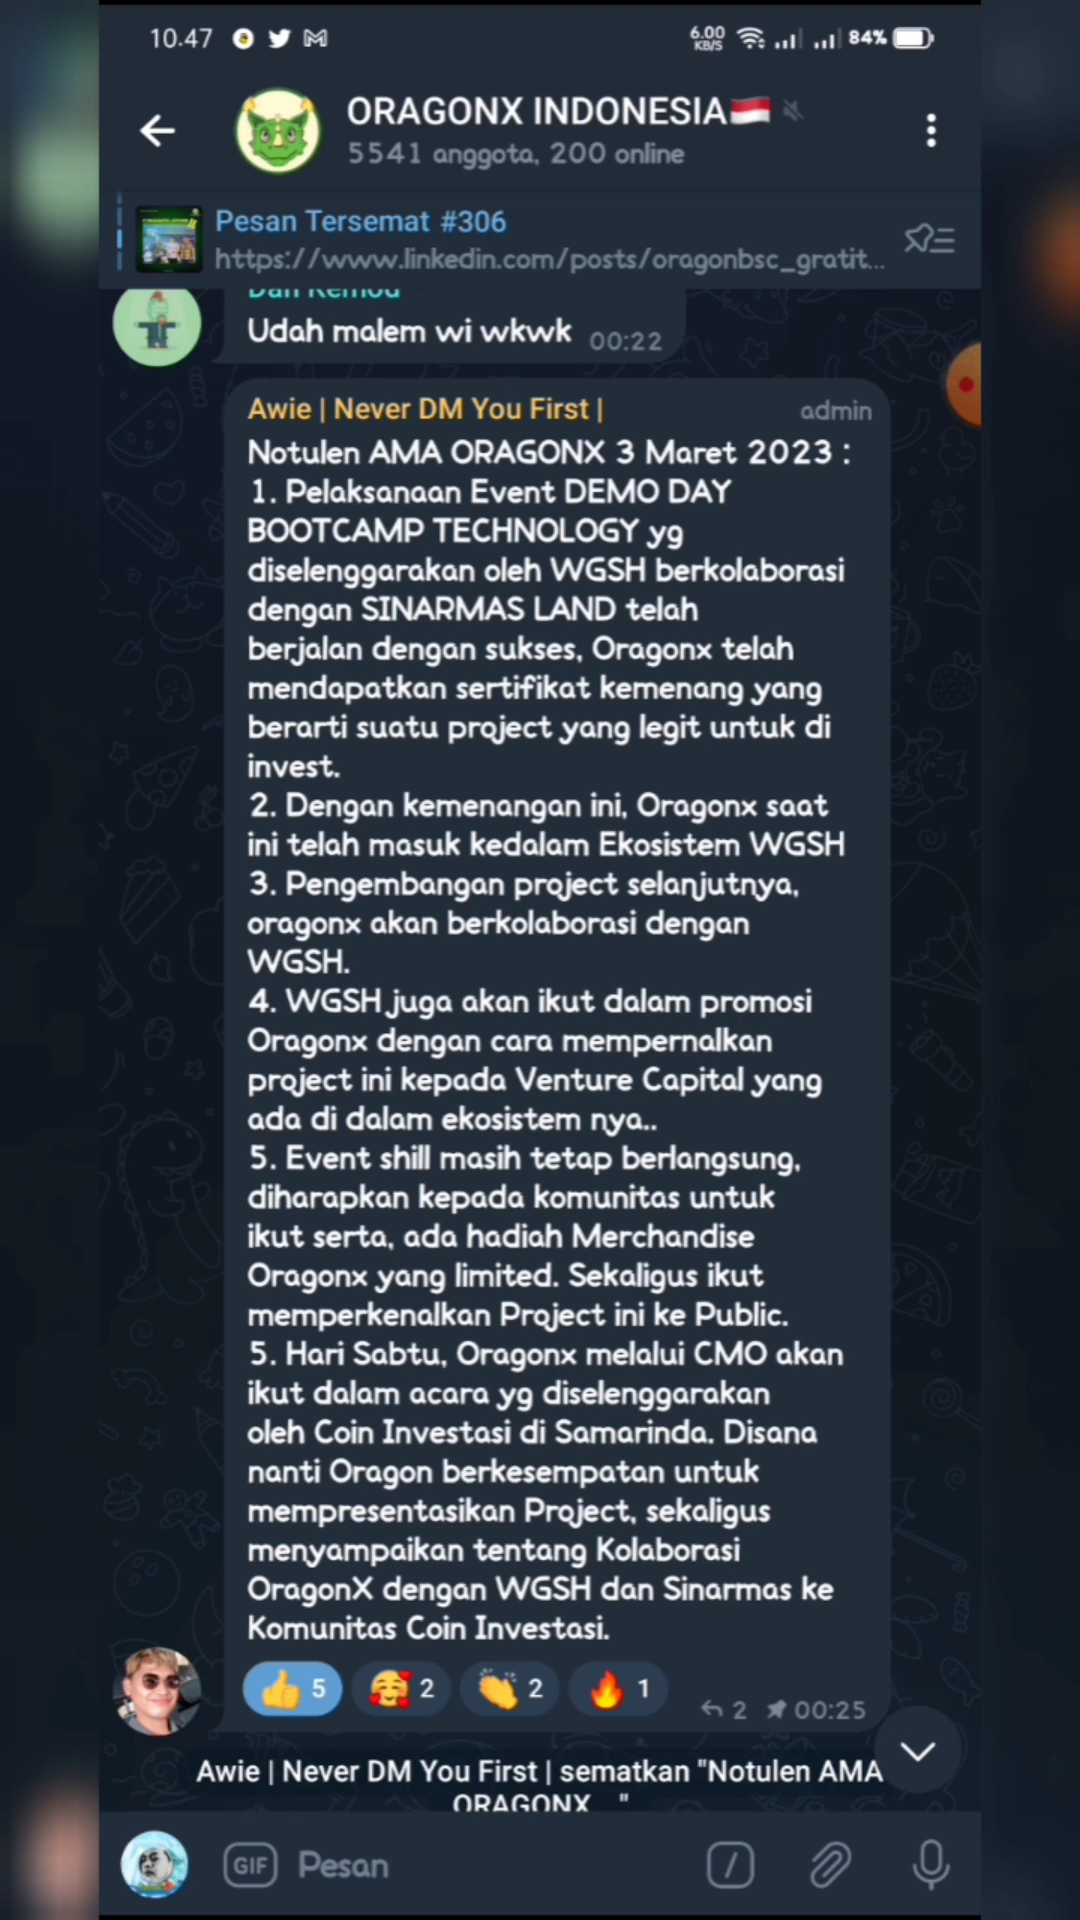 10.47
6.00 KB/S
84%
ORAGONX INDONESIA🇮🇩
5541 anggota, 200 online
Pesan Tersemat #306
https://www.linkedin.com/posts/oragonbsc_gratit...
Udah malem wi wkwk 00:22
Awie | Never DM You First | admin
Notulen AMA ORAGONX 3 Maret 2023 :
1. Pelaksanaan Event DEMO DAY
BOOTCAMP TECHNOLOGY yg
diselenggarakan oleh WGSH berkolaborasi
dengan SINARMAS LAND telah
berjalan dengan sukses, Oragonx telah
mendapatkan sertifikat kemenang yang
berarti suatu project yang legit untuk di
invest.
2. Dengan kemenangan ini, Oragonx saat
ini telah masuk kedalam Ekosistem WGSH
3. Pengembangan project selanjutnya,
oragonx akan berkolaborasi dengan
WGSH.
4. WGSH juga akan ikut dalam promosi
Oragonx dengan cara mempernalkan
project ini kepada Venture Capital yang
ada di dalam ekosistem nya..
5. Event shill masih tetap berlangsung,
diharapkan kepada komunitas untuk
ikut serta, ada hadiah Merchandise
Oragonx yang limited. Sekaligus ikut
memperkenalkan Project ini ke Public.
5. Hari Sabtu, Oragonx melalui CMO akan
ikut dalam acara yg diselenggarakan
oleh Coin Investasi di Samarinda. Disana
nanti Oragon berkesempatan untuk
mempresentasikan Project, sekaligus
menyampaikan tentang Kolaborasi
OragonX dengan WGSH dan Sinarmas ke
Komunitas Coin Investasi.
👍 5 🥰 2 👏 2 🔥 1
2 00:25
Awie | Never DM You First | sematkan "Notulen AMA
ORAGONX ... "
GIF Pesan /